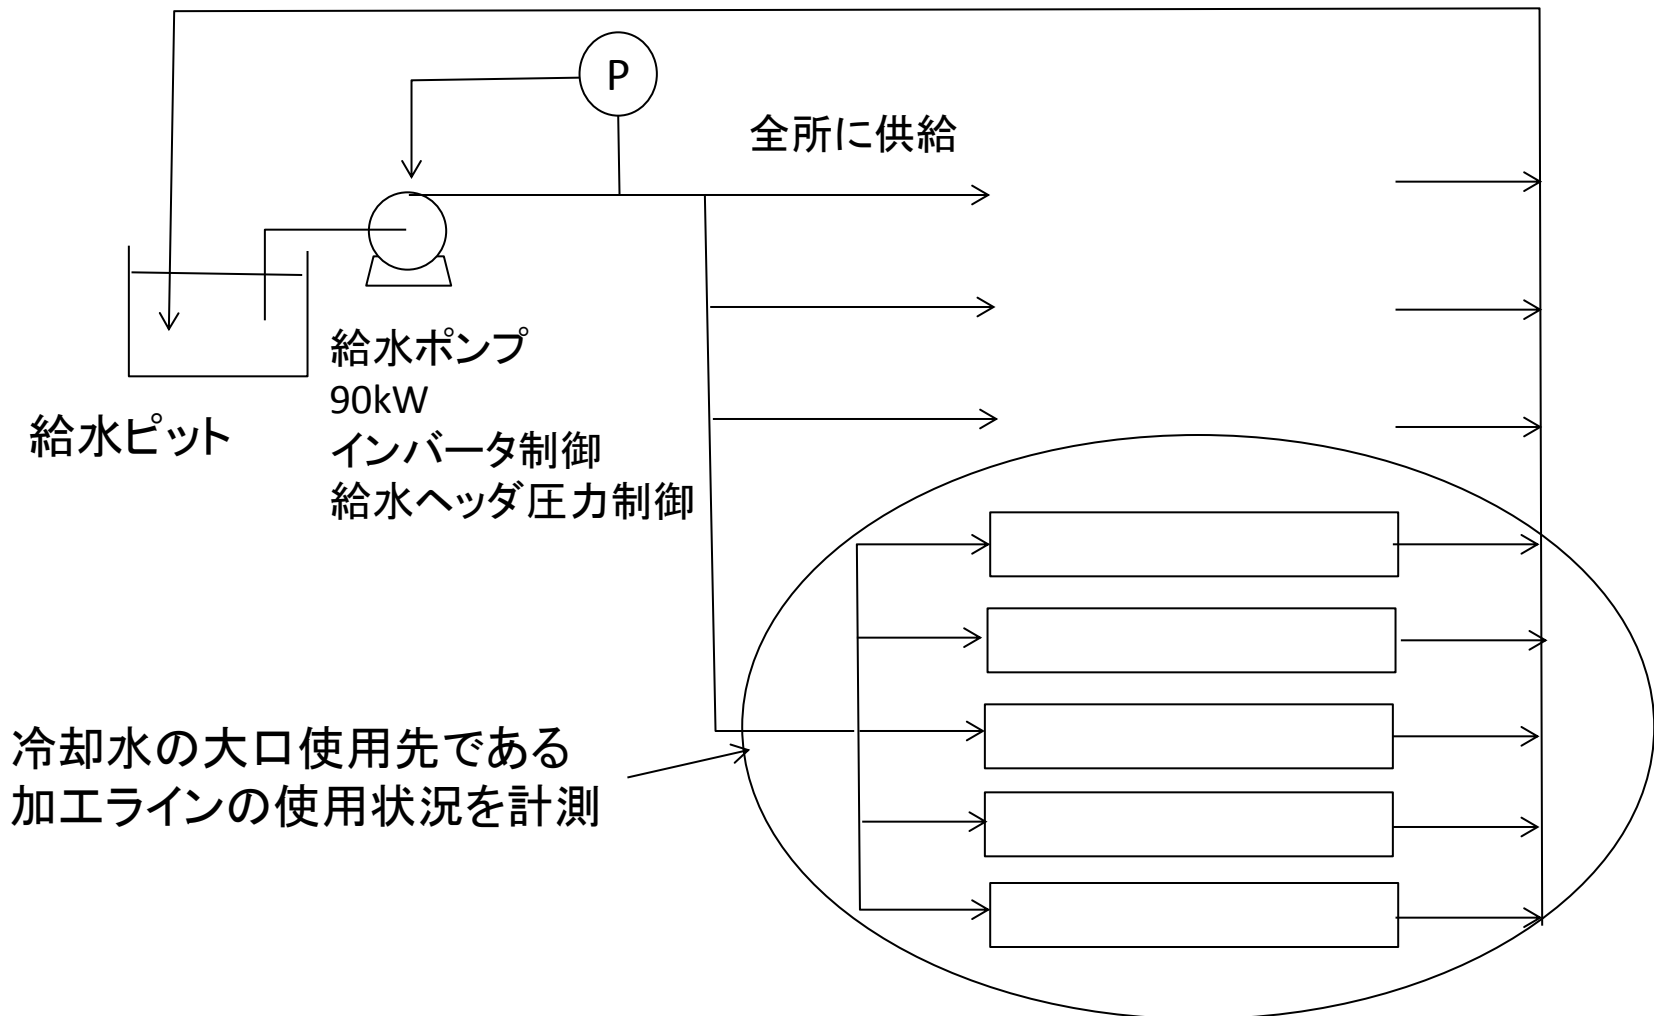 P
全所に供給
給水ポンプ
90kW
インバータ制御
給水ヘッダ圧力制御
給水ピット
冷却水の大口使用先である
加工ラインの使用状況を計測